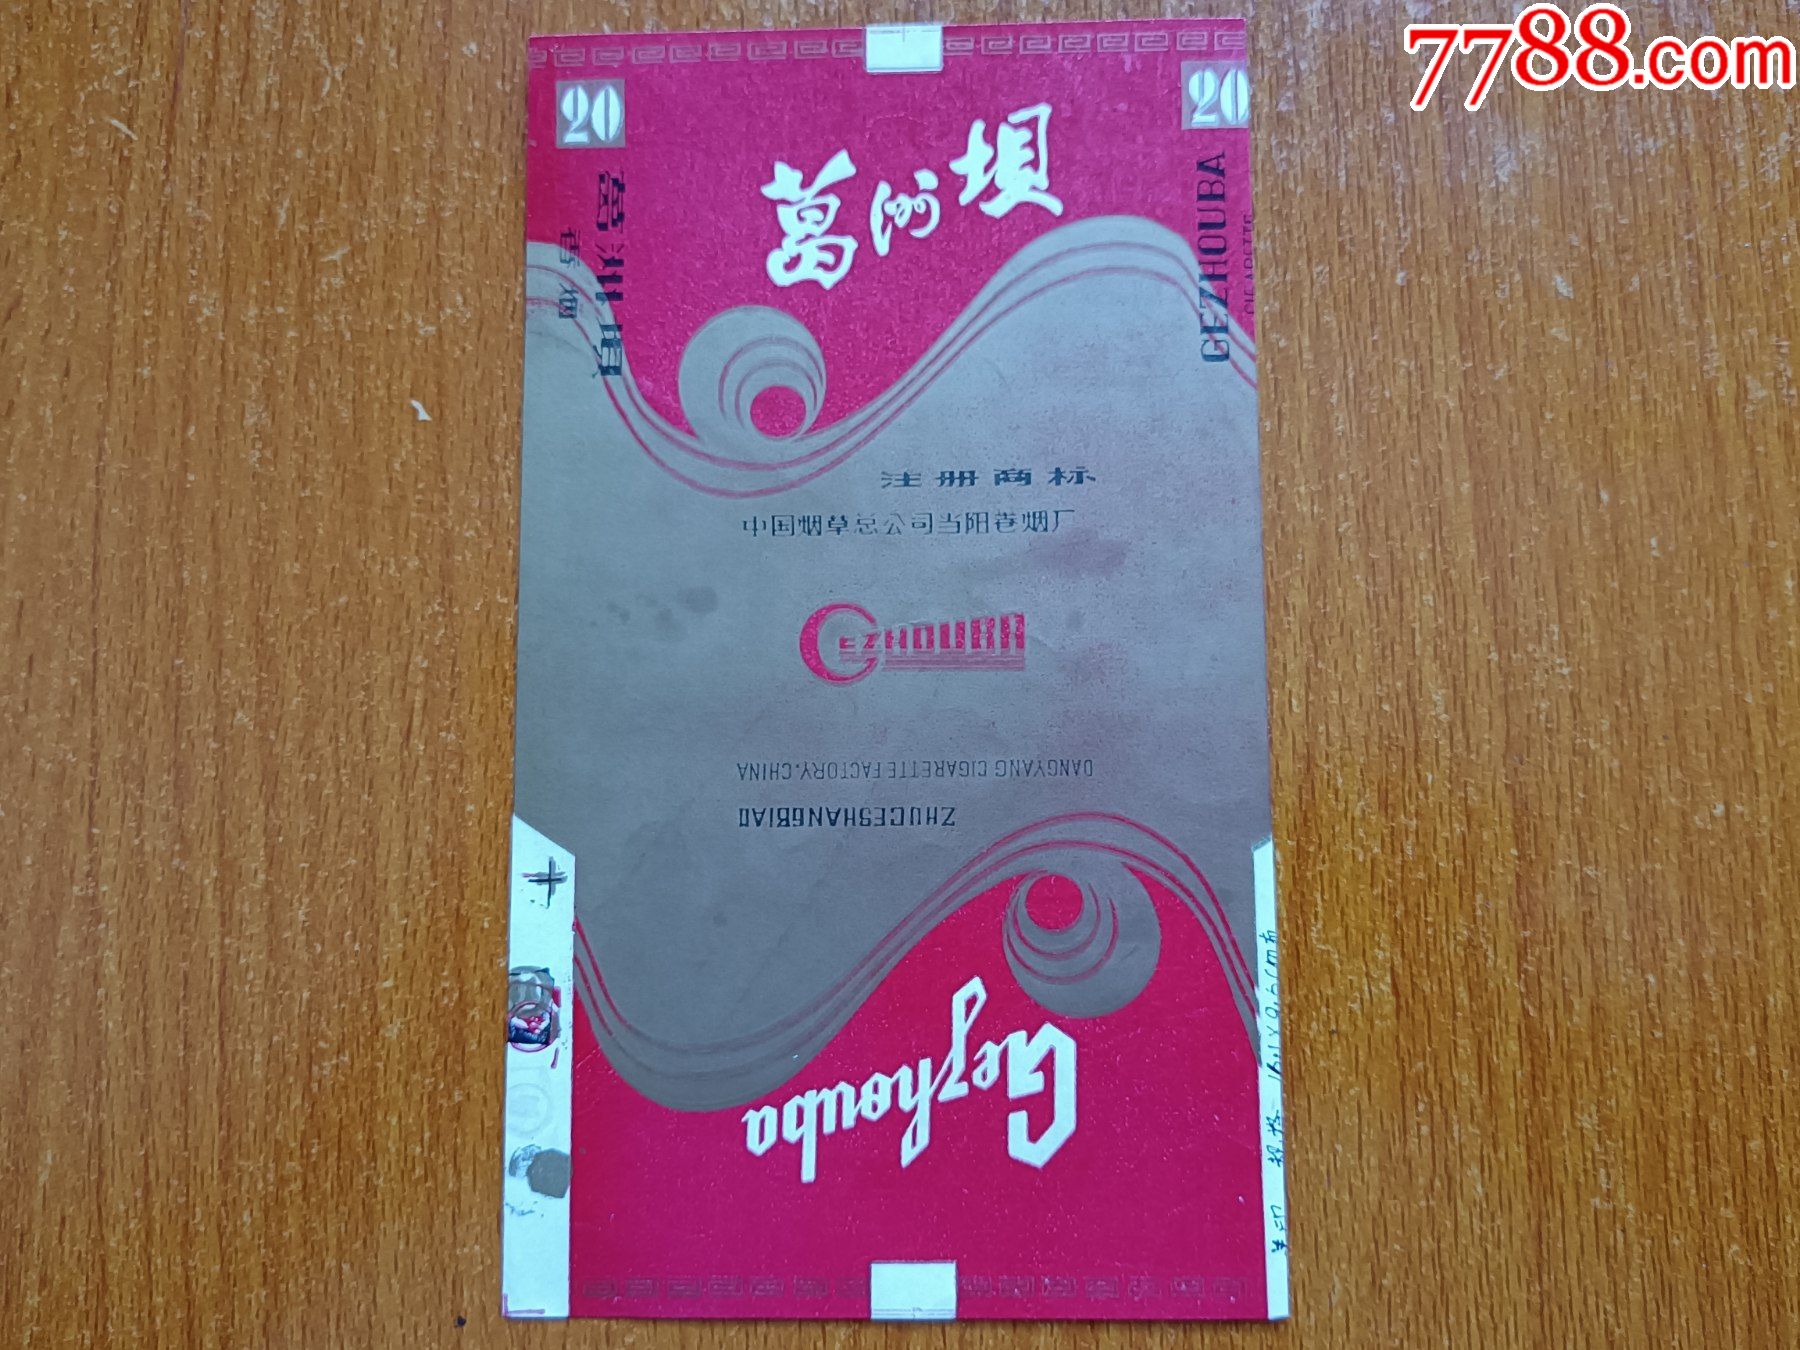 7788.com
20
20
葛洲坝
葛洲坝
香烟
GEZHOUBA
CIGARETTE
注册商标
中国烟草总公司当阳卷烟厂
GEZHOUBA
DANGYANG CIGARETTE FACTORY.CHINA
ZHUCESHANGBIAO
Gezhouba